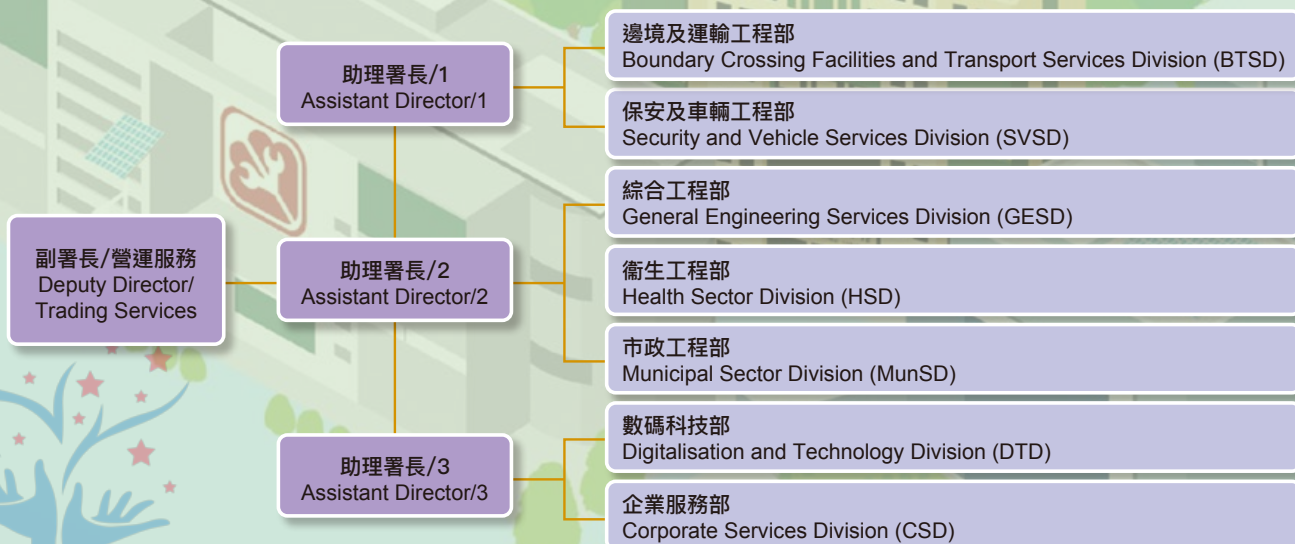 副署長/營運服務
Deputy Director/
Trading Services
助理署長/1
Assistant Director/1
邊境及運輸工程部
Boundary Crossing Facilities and Transport Services Division (BTSD)
保安及車輛工程部
Security and Vehicle Services Division (SVSD)
助理署長/2
Assistant Director/2
綜合工程部
General Engineering Services Division (GESD)
衞生工程部
Health Sector Division (HSD)
市政工程部
Municipal Sector Division (MunSD)
助理署長/3
Assistant Director/3
數碼科技部
Digitalisation and Technology Division (DTD)
企業服務部
Corporate Services Division (CSD)